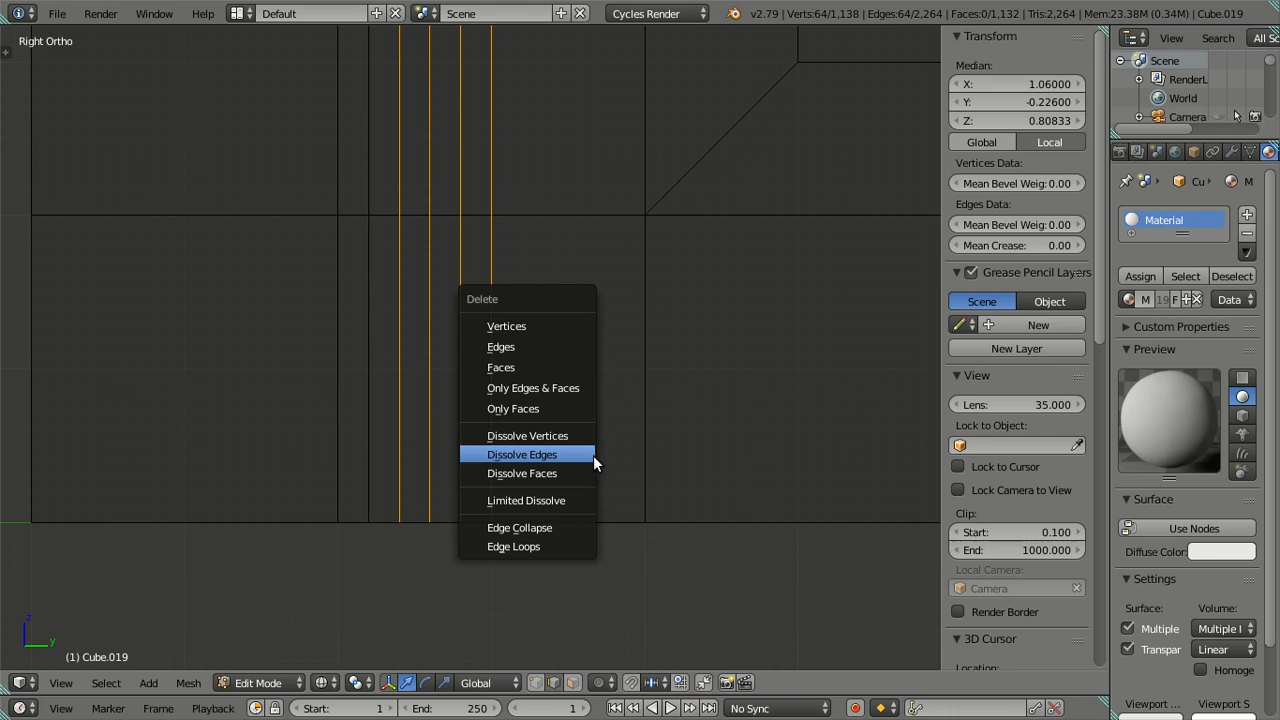 File Render Window Help Default Scene Cycles Render v2.79 | Verts:64/1,138 | Edges:64/2,264 | Faces:0/1,132 | Tris:2,264 | Mem:23.38M (0.34M) | Cube.019
Right Ortho
Transform
Median:
X: 1.06000
Y: -0.22600
Z: 0.80833
Global Local
Vertices Data:
Mean Bevel Weig: 0.00
Edges Data:
Mean Bevel Weig: 0.00
Mean Crease: 0.00
Grease Pencil Layers
Scene Object
New
New Layer
View
Lens: 35.000
Lock to Object:
Lock to Cursor
Lock Camera to View
Clip:
Start: 0.100
End: 1000.000
Local Camera:
Camera
Render Border
3D Cursor
Location:
View Search All Sc
Scene
RenderL
World
Camera
Cu M
Material
Assign Select Deselect
M 19 F Data
Custom Properties
Preview
Surface
Use Nodes
Diffuse Color:
Settings
Surface: Volume:
Multiple Multiple I
Transpar Linear
Homoge
Viewport Viewport S
Delete
Vertices
Edges
Faces
Only Edges & Faces
Only Faces
Dissolve Vertices
Dissolve Edges
Dissolve Faces
Limited Dissolve
Edge Collapse
Edge Loops
z
y
(1) Cube.019
View Select Add Mesh Edit Mode Global
View Marker Frame Playback Start: 1 End: 250 1 No Sync